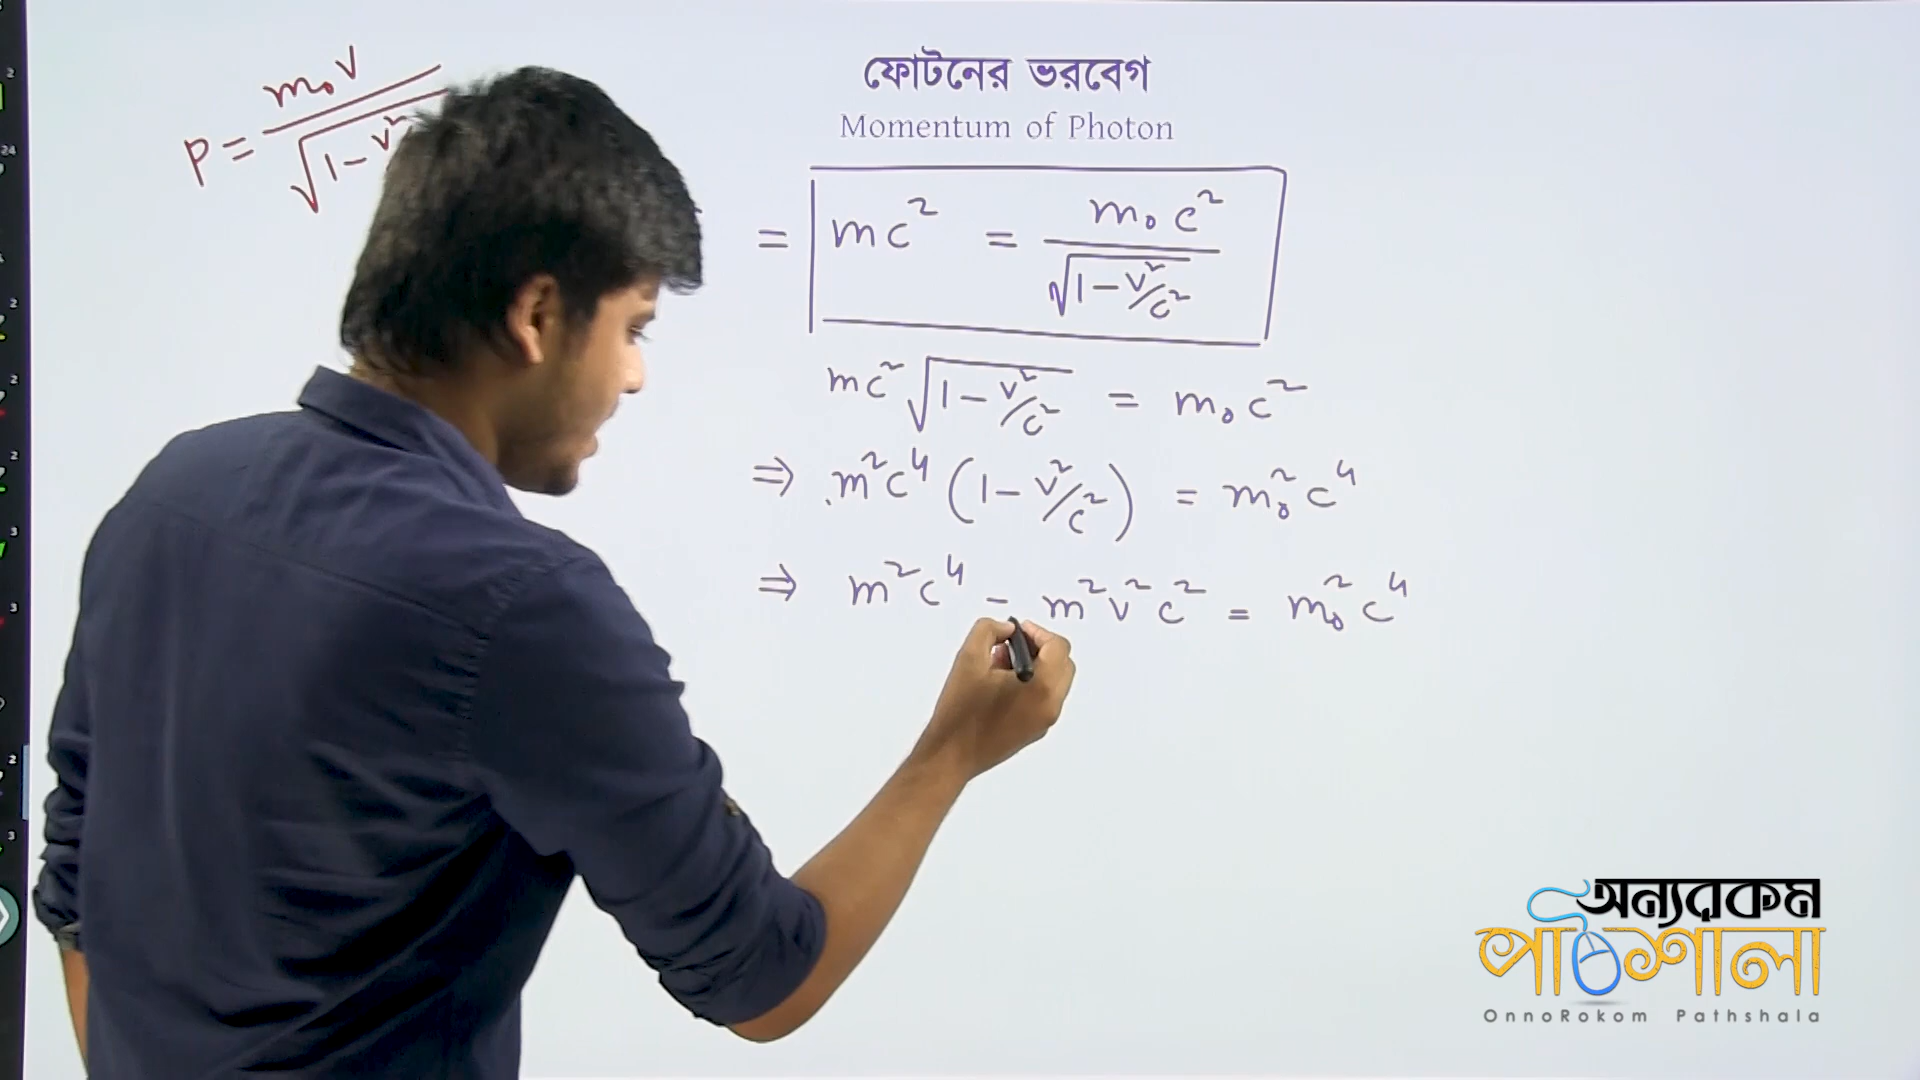 ফোটনের ভরবেগ
Momentum of Photon
P = m₀v / √1 - v²
= mc² = m₀c² / √1 - v²/c²
mc² √1 - v²/c² = m₀c²
⇒ m²c⁴ (1 - v²/c²) = m₀²c⁴
⇒ m²c⁴ - m²v²c² = m₀²c⁴
অন্যরকম
পাঠশালা
OnnoRokom Pathshala